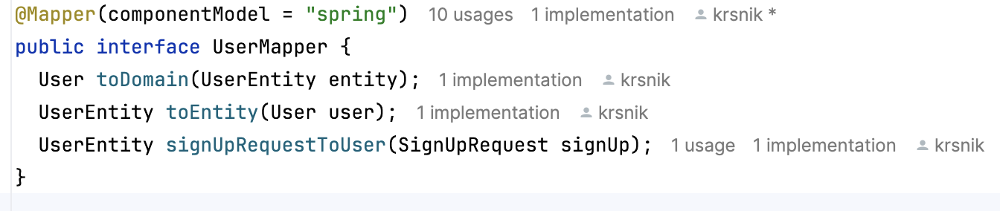 @Mapper(componentModel = "spring") 10 usages 1 implementation krsnik *
public interface UserMapper {
User toDomain(UserEntity entity); 1 implementation krsnik
UserEntity toEntity(User user); 1 implementation krsnik
UserEntity signUpRequestToUser(SignUpRequest signUp); 1 usage 1 implementation krsnik
}